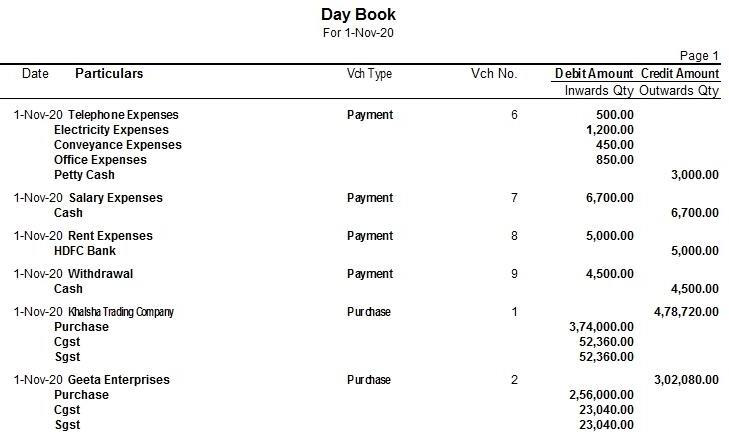 Day Book
For 1-Nov-20
Page 1
Date Particulars Vch Type Vch No. Debit Amount Credit Amount
Inwards Qty Outwards Qty
1-Nov-20 Telephone Expenses Payment 6 500.00
Electricity Expenses 1,200.00
Conveyance Expenses 450.00
Office Expenses 850.00
Petty Cash 3,000.00
1-Nov-20 Salary Expenses Payment 7 6,700.00
Cash 6,700.00
1-Nov-20 Rent Expenses Payment 8 5,000.00
HDFC Bank 5,000.00
1-Nov-20 Withdrawal Payment 9 4,500.00
Cash 4,500.00
1-Nov-20 Khalsha Trading Company Purchase 1 4,78,720.00
Purchase 3,74,000.00
Cgst 52,360.00
Sgst 52,360.00
1-Nov-20 Geeta Enterprises Purchase 2 3,02,080.00
Purchase 2,56,000.00
Cgst 23,040.00
Sgst 23,040.00